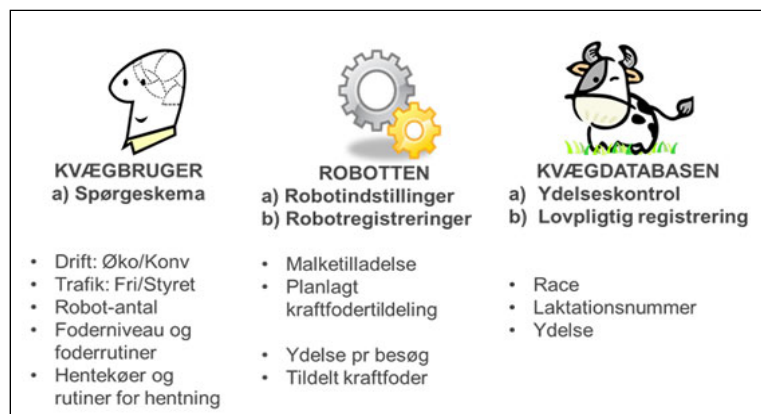 KVÆGBRUGER
a) Spørgeskema
• Drift: Øko/Konv
• Trafik: Fri/Styret
• Robot-antal
• Foderniveau og
foderrutiner
• Hentekøer og
rutiner for hentning
ROBOTTEN
a) Robotindstillinger
b) Robotregistreringer
• Malketilladelse
• Planlagt
kraftfodertildeling
• Ydelse pr besøg
• Tildelt kraftfoder
KVÆGDATABASEN
a) Ydelseskontrol
b) Lovpligtig registrering
• Race
• Laktationsnummer
• Ydelse